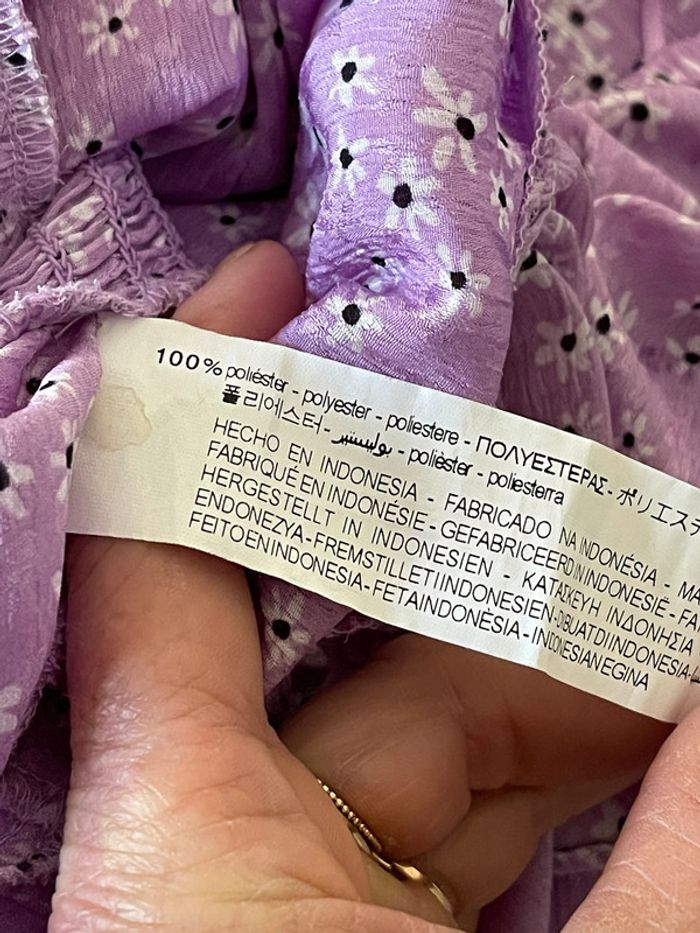 100% poliéster - polyester - poliestere - ΠΟΛΥΕΣΤΕΡΑΣ - ポリエステ
폴리에스터 - بوليستير - polièster - poliesterra
HECHO EN INDONESIA - FABRICADO NA INDONÉSIA - MA
FABRIQUÉ EN INDONÉSIE - GEFABRICEERD IN INDONESIË - FA
HERGESTELLT IN INDONESIEN - ΚΑΤΑΣΚΕΥΗ ΙΝΔΟΝΗΣΙΑ
ENDONEZYA - FREMSTILLET I INDONESIEN - DIBUAT DI INDONESIA -
FEITO EN INDONESIA - FET A INDONÈSIA - INDONESIAN EGINA